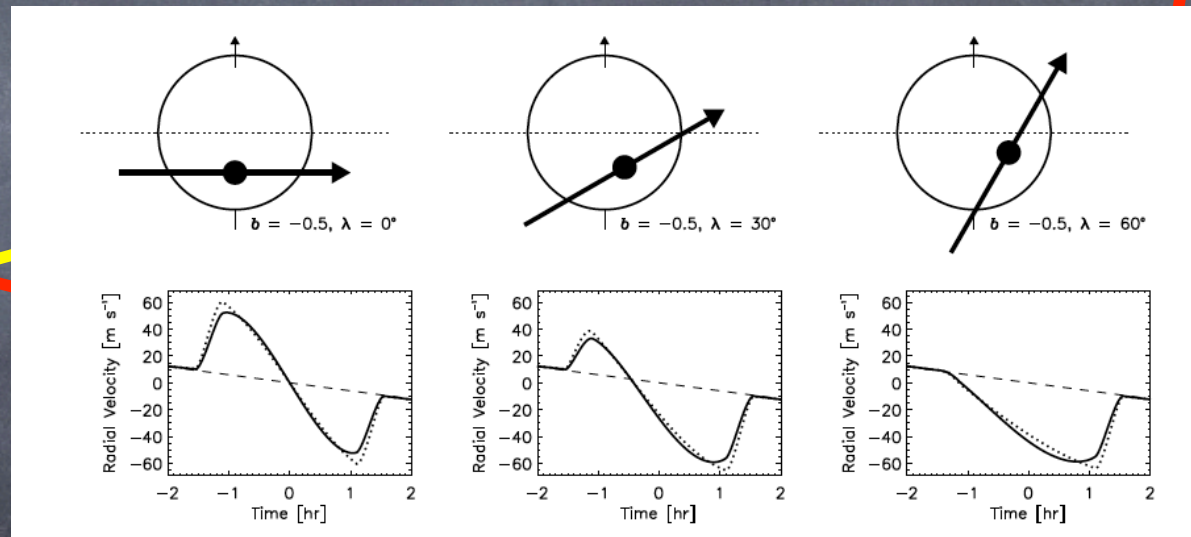 b = −0.5, λ = 0°
b = −0.5, λ = 30°
b = −0.5, λ = 60°
Radial Velocity [m s⁻¹]
60
40
20
0
−20
−40
−60
−2 −1 0 1 2
Time [hr]
Radial Velocity [m s⁻¹]
60
40
20
0
−20
−40
−60
−2 −1 0 1 2
Time [hr]
Radial Velocity [m s⁻¹]
60
40
20
0
−20
−40
−60
−2 −1 0 1 2
Time [hr]